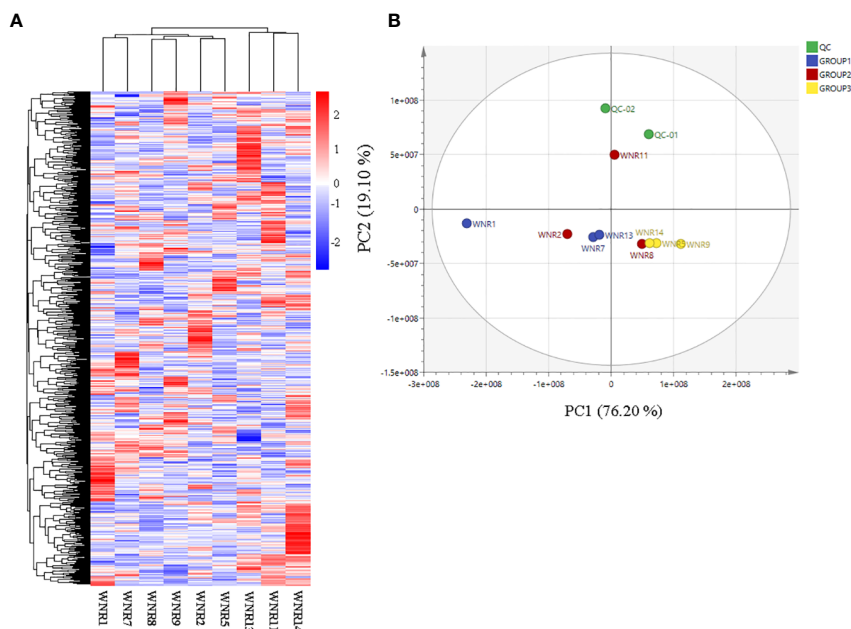 A
B
2
1
0
-1
-2
WNR1
WNR7
WNR8
WNR9
WNR2
WNR5
PC2 (19.10 %)
1e+008
5e+007
0
-5e+007
-1e+008
-1.5e+008
QC-02
QC-01
WNR11
WNR1
WNR2
WNR13
WNR7
WNR14
WNR8
WNR9
-3e+008
-2e+008
-1e+008
0
1e+008
2e+008
PC1 (76.20 %)
QC
GROUP1
GROUP2
GROUP3